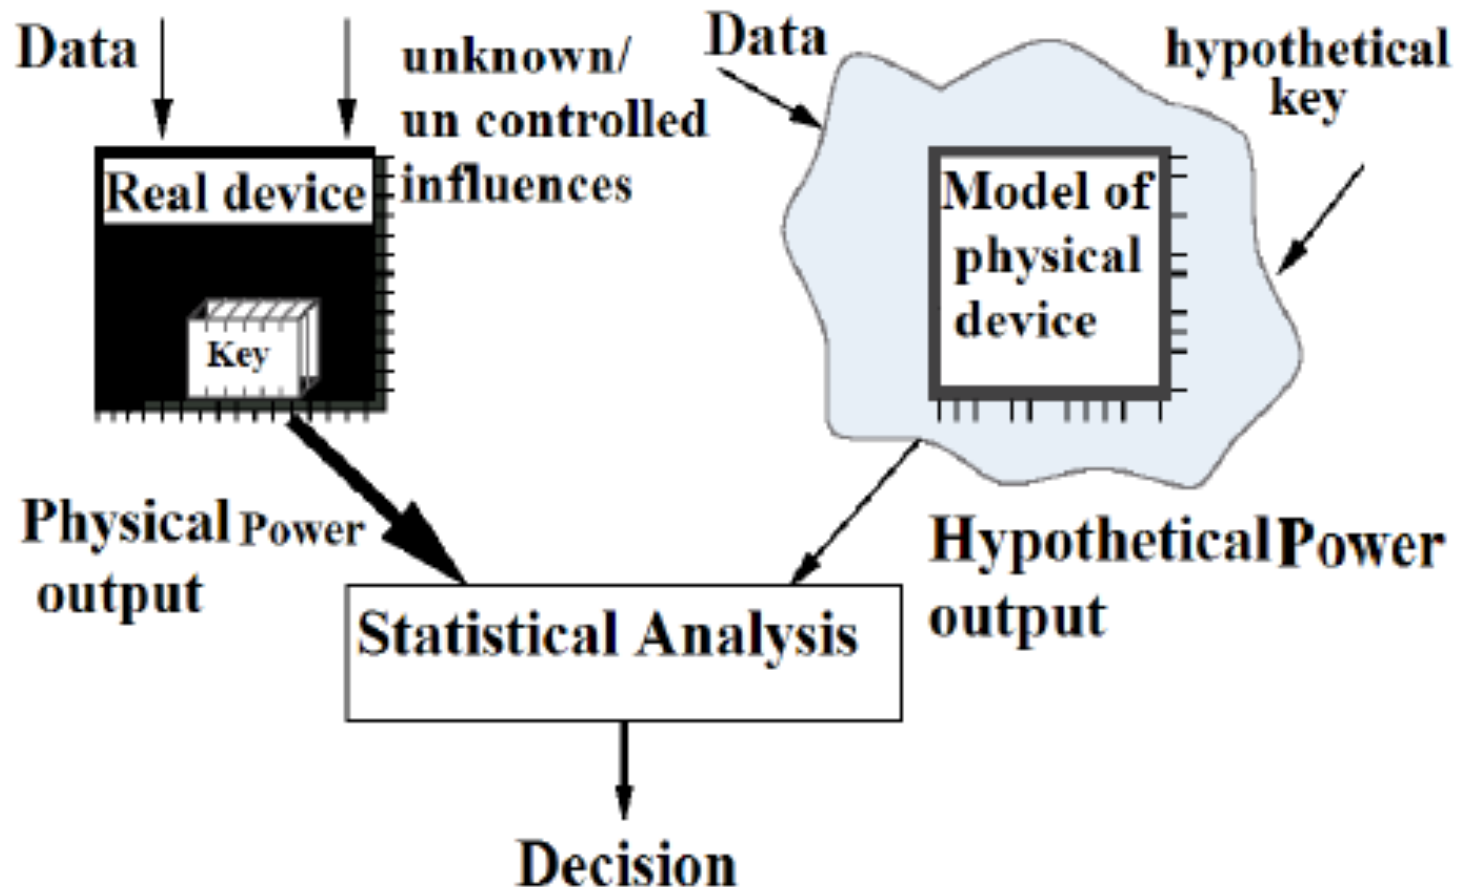 Data
unknown/
un controlled
influences
Real device
Key
Data
hypothetical
key
Model of
physical
device
Physical Power
output
Hypothetical Power
output
Statistical Analysis
Decision